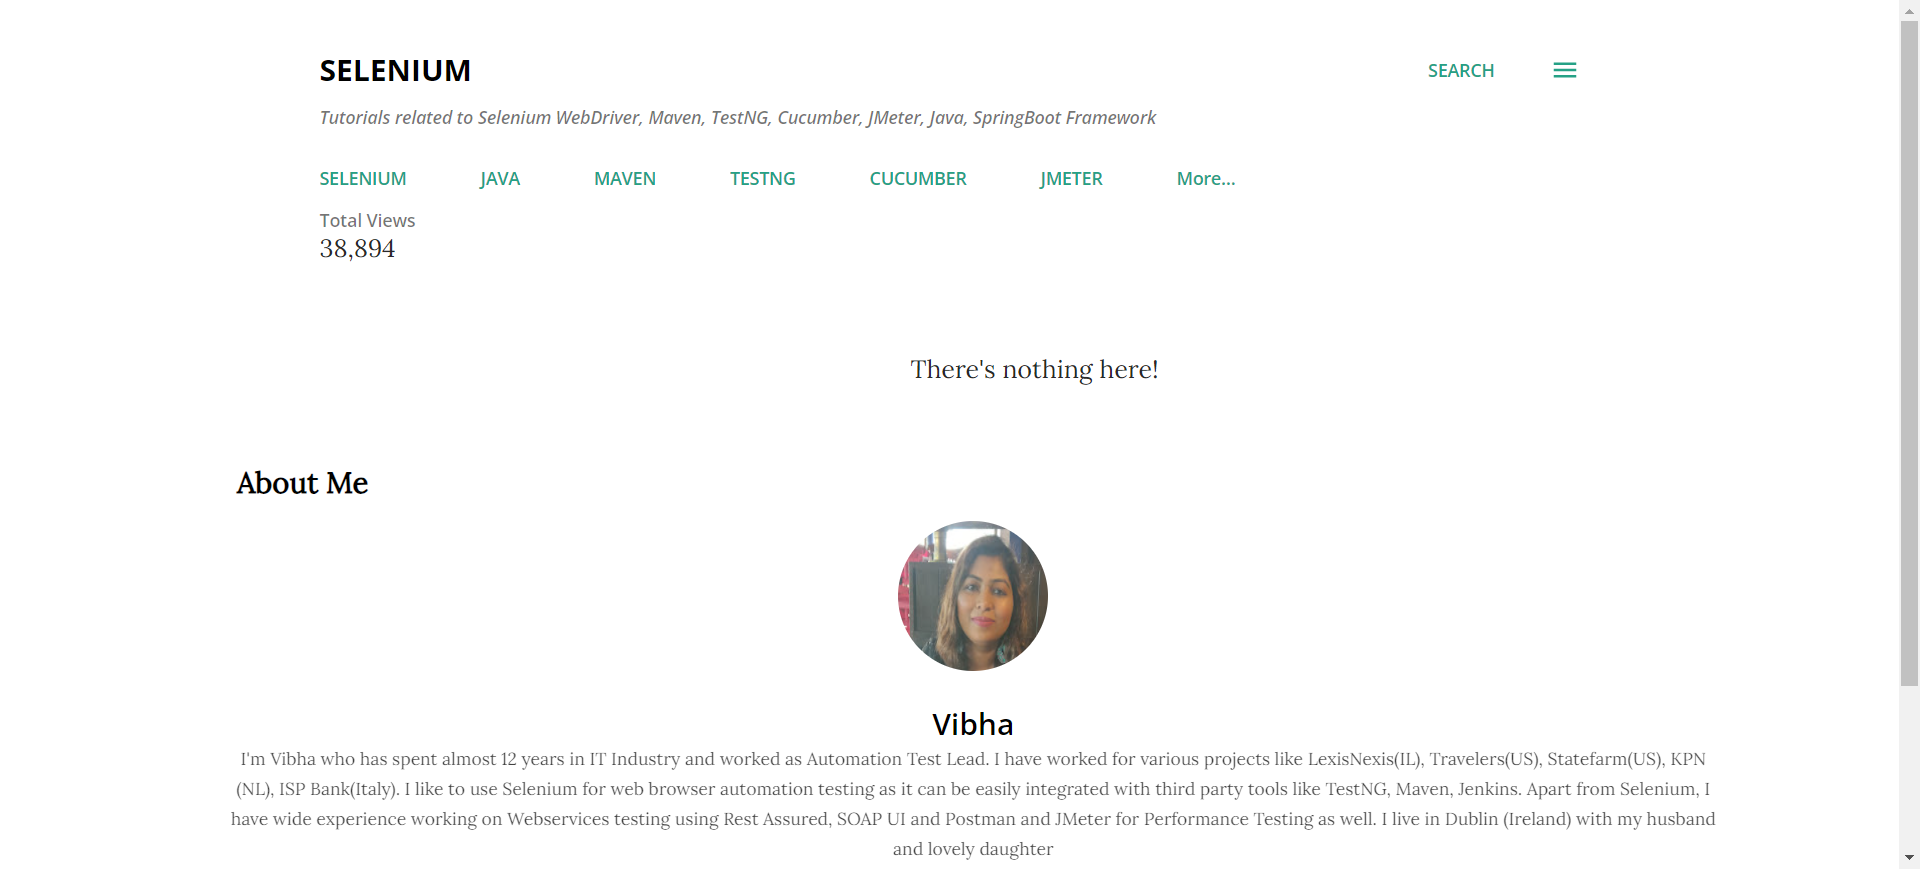 SELENIUM
SEARCH
Tutorials related to Selenium WebDriver, Maven, TestNG, Cucumber, JMeter, Java, SpringBoot Framework
SELENIUM JAVA MAVEN TESTNG CUCUMBER JMETER More...
Total Views
38,894
There's nothing here!
About Me
Vibha
I'm Vibha who has spent almost 12 years in IT Industry and worked as Automation Test Lead. I have worked for various projects like LexisNexis(IL), Travelers(US), Statefarm(US), KPN
(NL), ISP Bank(Italy). I like to use Selenium for web browser automation testing as it can be easily integrated with third party tools like TestNG, Maven, Jenkins. Apart from Selenium, I
have wide experience working on Webservices testing using Rest Assured, SOAP UI and Postman and JMeter for Performance Testing as well. I live in Dublin (Ireland) with my husband
and lovely daughter